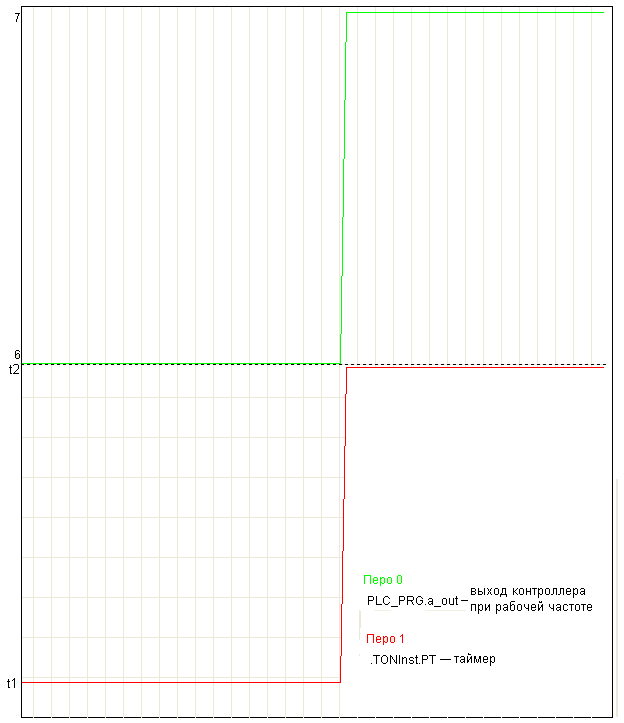 7
6
t2
Перо 0
PLC_PRG.a_out – выход контроллера
при рабочей частоте
Перо 1
.TONInst.PT — таймер
t1